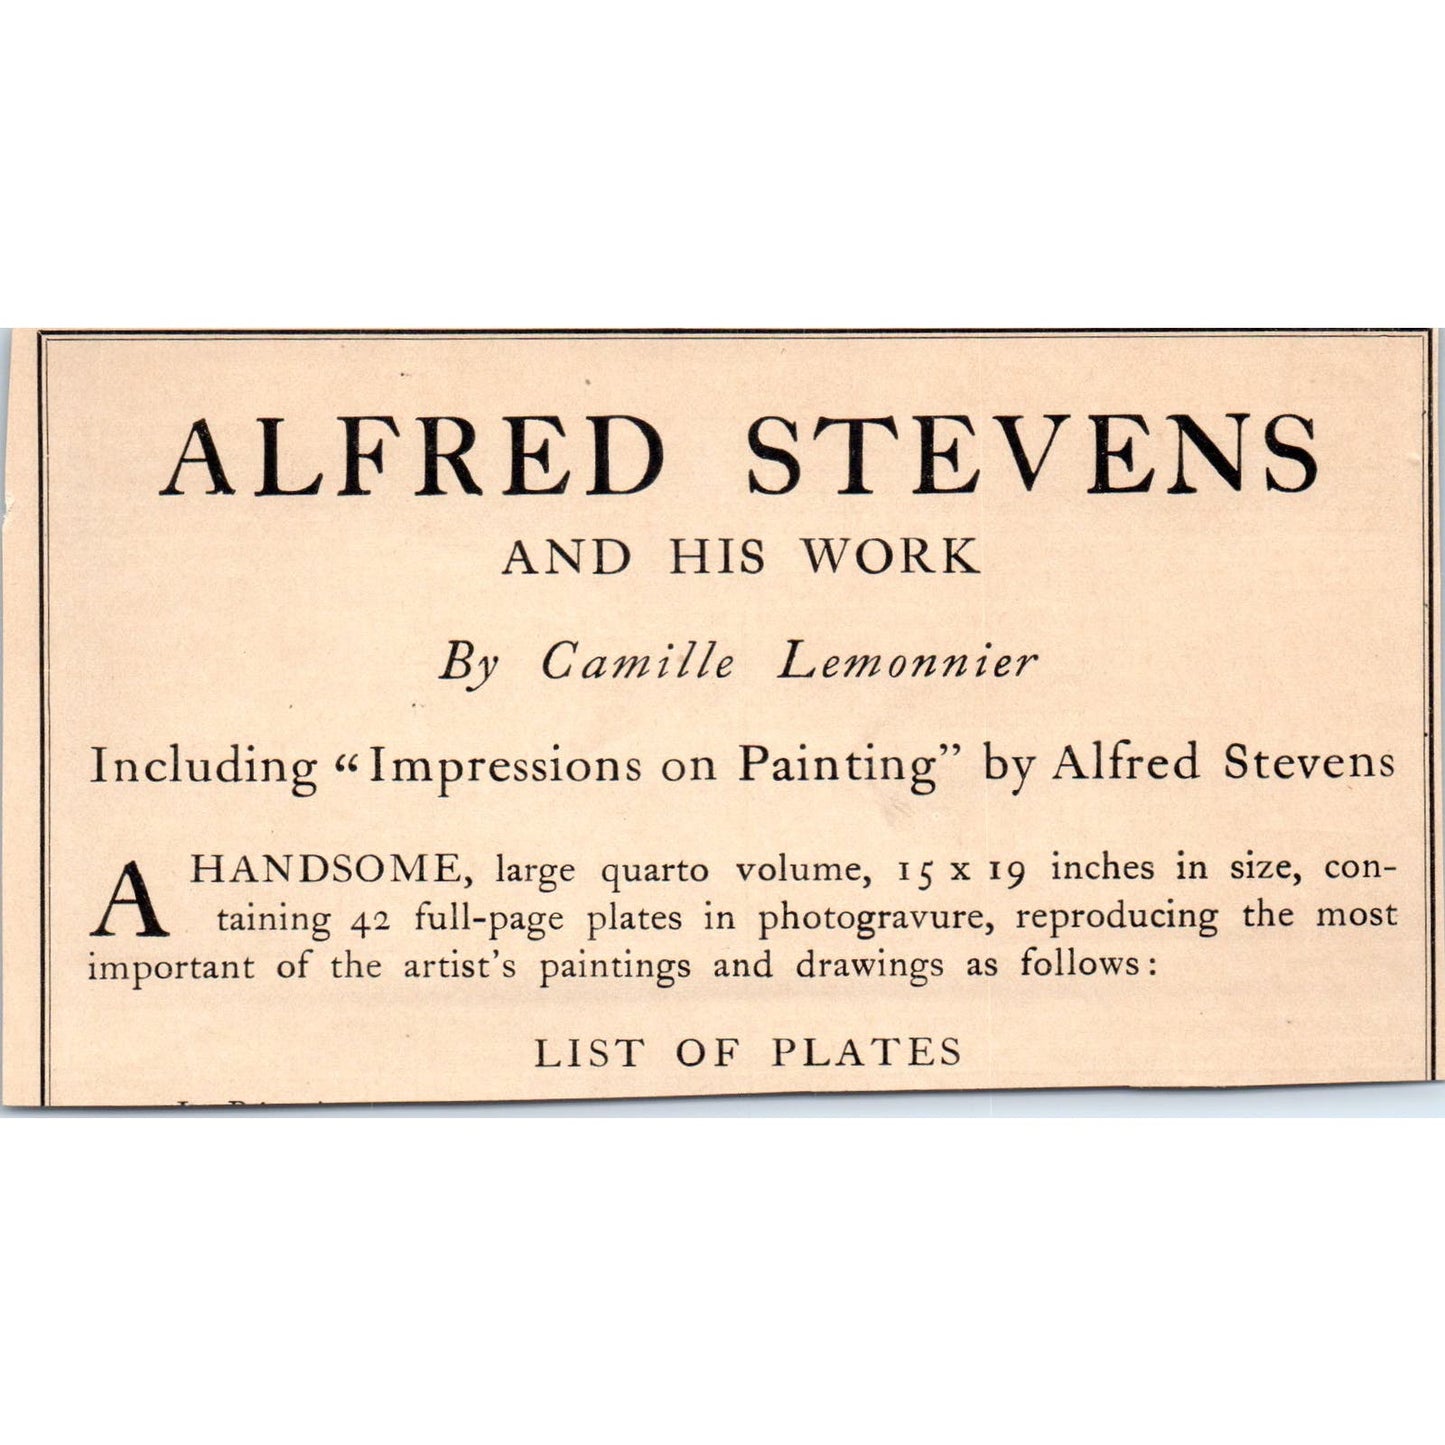 ALFRED STEVENS
AND HIS WORK
By Camille Lemonnier
Including “Impressions on Painting” by Alfred Stevens
A HANDSOME, large quarto volume, 15 x 19 inches in size, con-
taining 42 full-page plates in photogravure, reproducing the most
important of the artist’s paintings and drawings as follows:
LIST OF PLATES